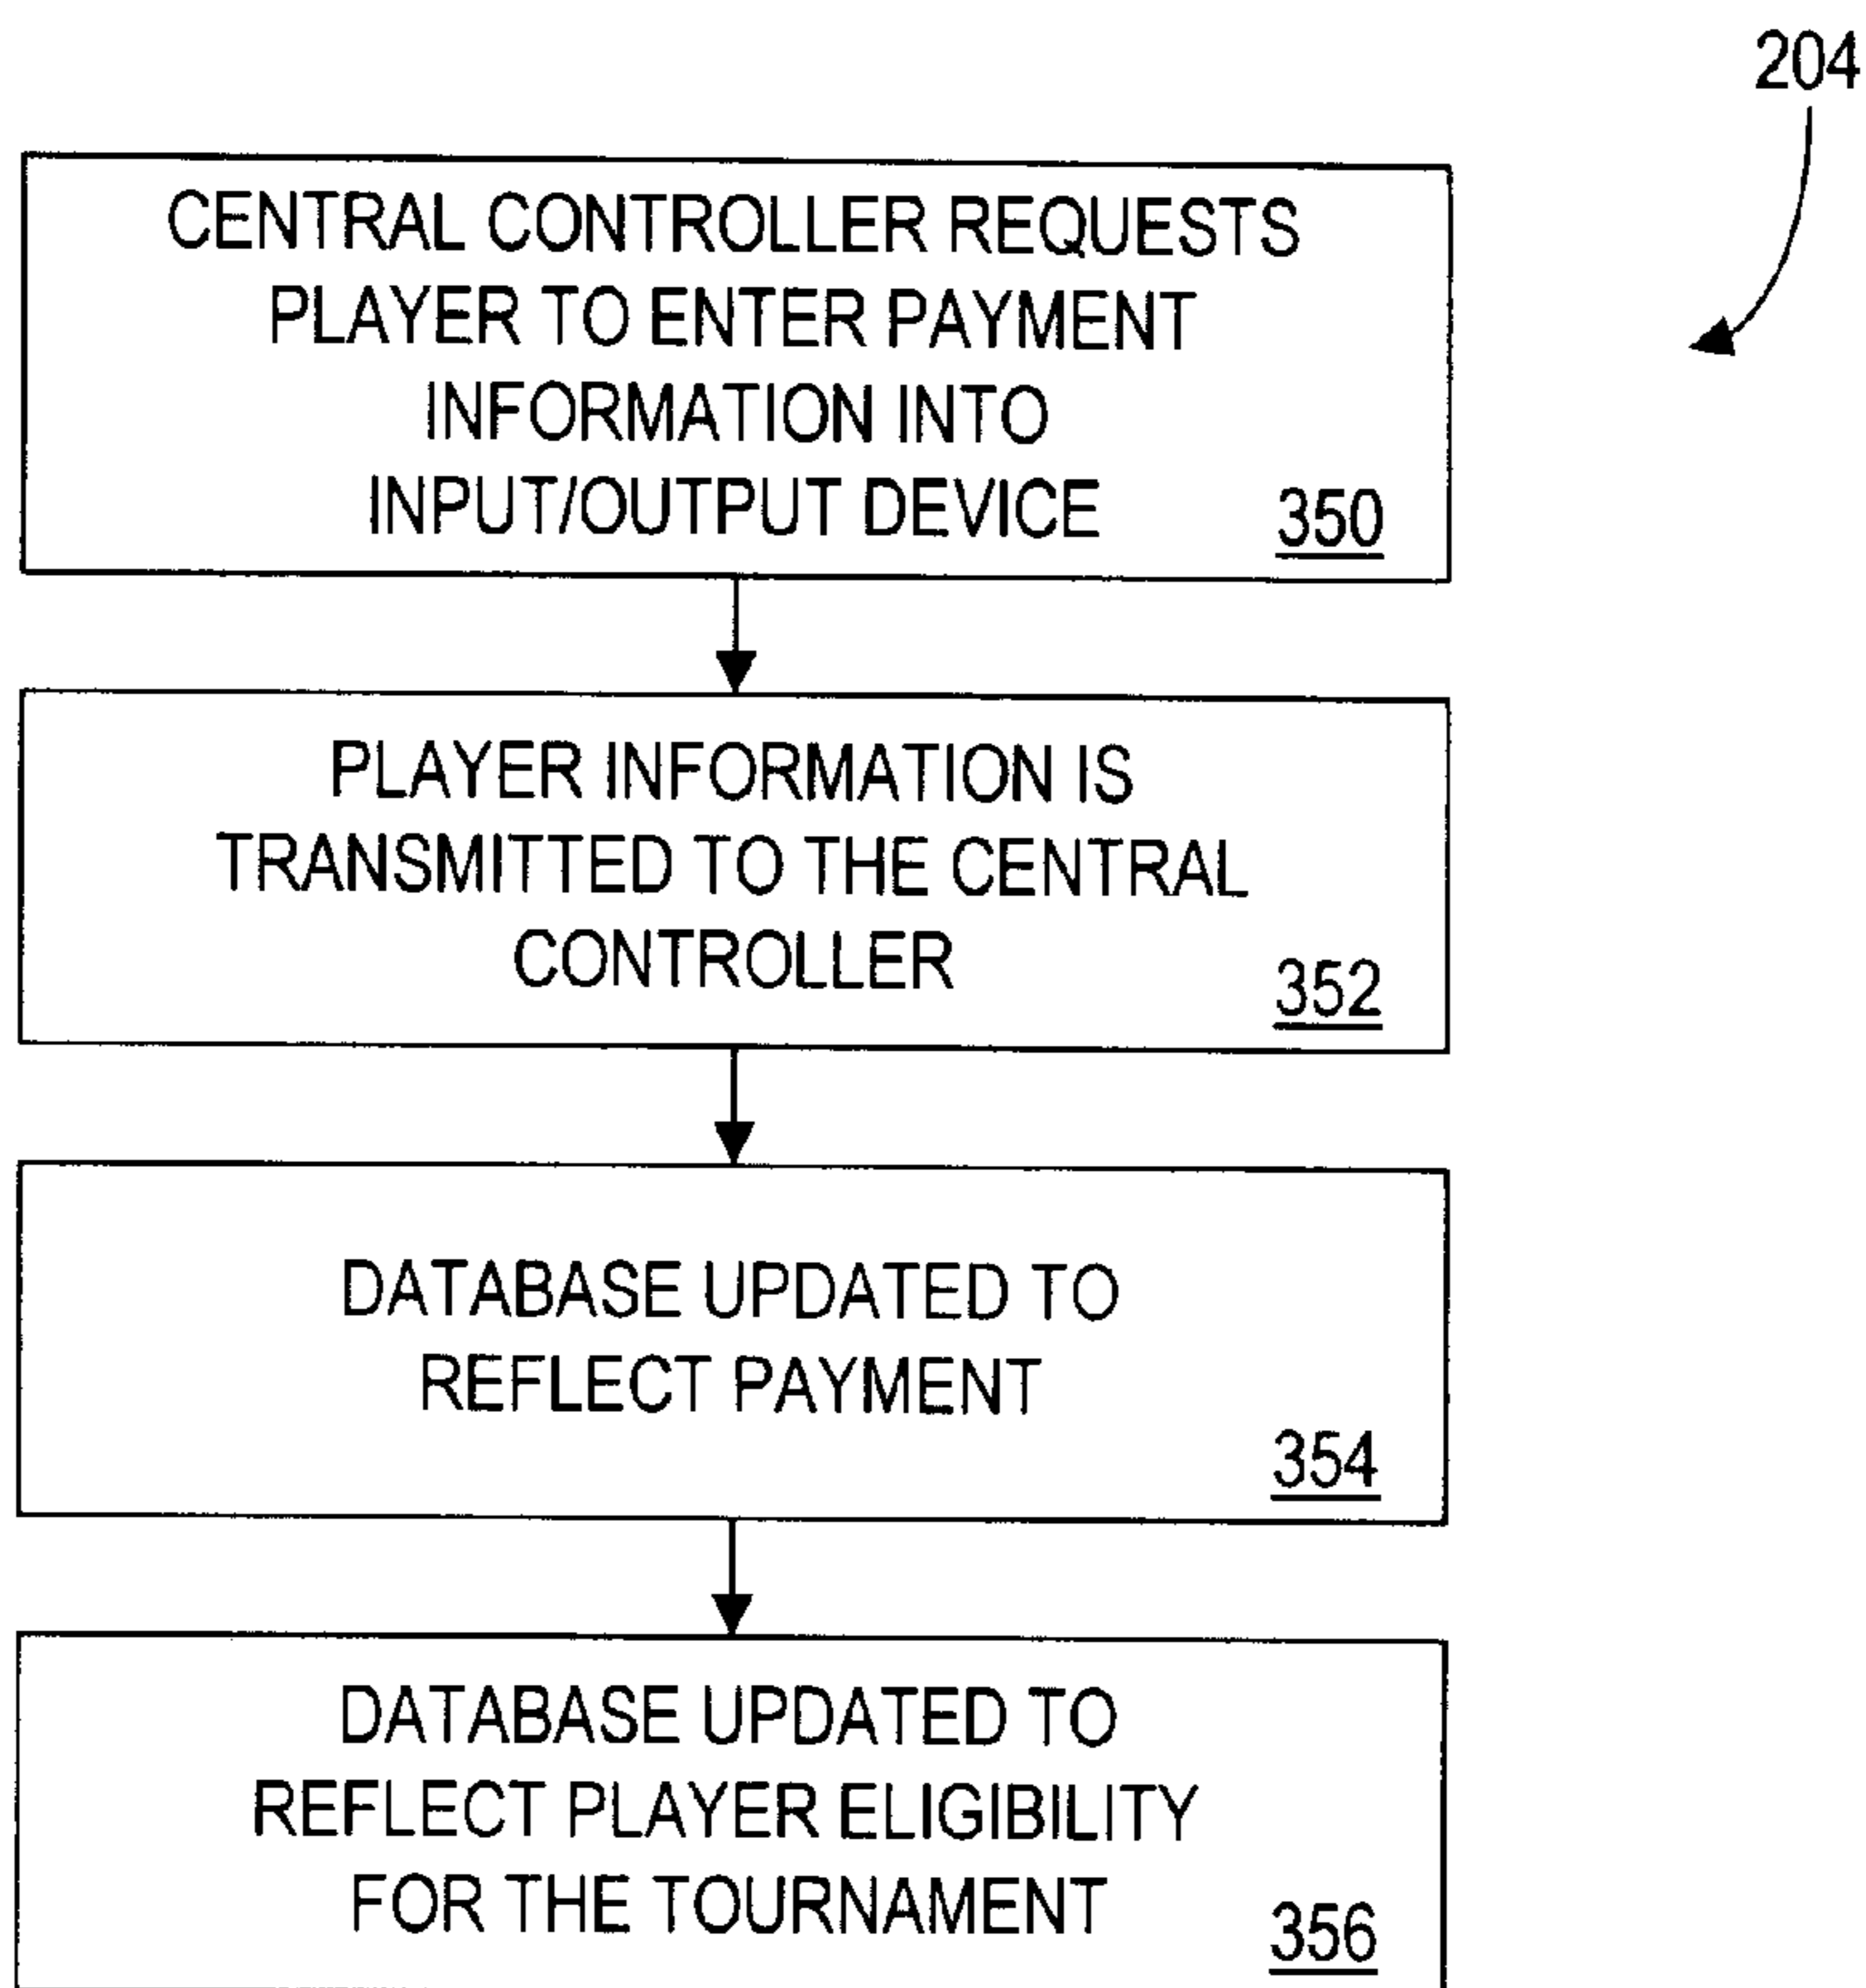 204
CENTRAL CONTROLLER REQUESTS
PLAYER TO ENTER PAYMENT
INFORMATION INTO
INPUT/OUTPUT DEVICE
350
PLAYER INFORMATION IS
TRANSMITTED TO THE CENTRAL
CONTROLLER
352
DATABASE UPDATED TO
REFLECT PAYMENT
354
DATABASE UPDATED TO
REFLECT PLAYER ELIGIBILITY
FOR THE TOURNAMENT
356